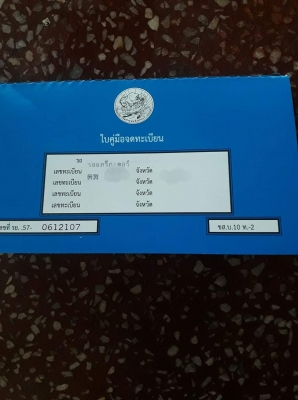 ใบคู่มือจดทะเบียน
รถ
เลขทะเบียน จังหวัด
เลขทะเบียน จังหวัด
เลขทะเบียน จังหวัด
เลขทะเบียน จังหวัด
รย. .57- 0612107 ขส.บ.10 ท.-2